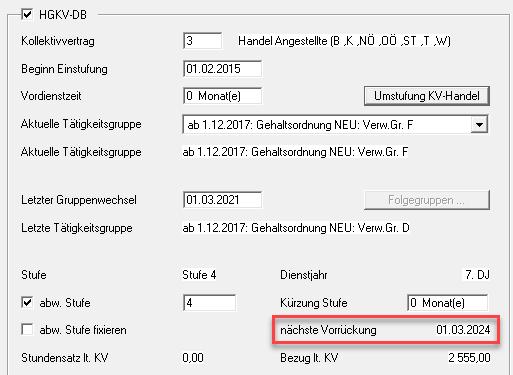 HGKV-DB
Kollektivvertrag 3 Handel Angestellte (B ,K ,NÖ ,OÖ ,ST ,T ,W)
Beginn Einstufung 01.02.2015
Vordienstzeit 0 Monat(e) Umstufung KV-Handel
Aktuelle Tätigkeitsgruppe ab 1.12.2017: Gehaltsordnung NEU: Verw.Gr. F
Aktuelle Tätigkeitsgruppe ab 1.12.2017: Gehaltsordnung NEU: Verw.Gr. F
Letzter Gruppenwechsel 01.03.2021 Folgegruppen ...
Letzte Tätigkeitsgruppe ab 1.12.2017: Gehaltsordnung NEU: Verw.Gr. D
Stufe Stufe 4 Dienstjahr 7. DJ
abw. Stufe 4 Kürzung Stufe 0 Monat(e)
abw. Stufe fixieren nächste Vorrückung 01.03.2024
Stundensatz lt. KV 0,00 Bezug lt. KV 2 555,00